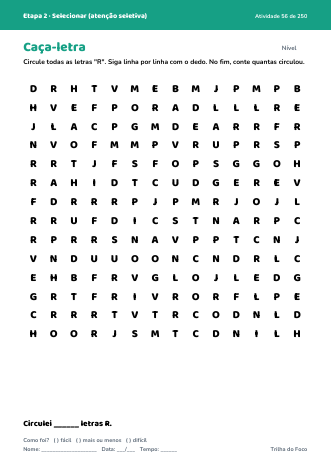 Etapa 2 · Selecionar (atenção seletiva)
Atividade 56 de 250
Caça-letra
Nível
Circule todas as letras "R". Siga linha por linha com o dedo. No fim, conte quantas circulou.
D R H T V M E B M J P M P B
H V E F P O R A D L L L R E
J L A C P G M D E A R R F R
N V O F M M P V R U P R S P
R R T J F S F O P S G G O H
R A H I D T C U D G E R E V
F D R R R P J P M R J O J L
R R U F D I C S T N A R P C
R P R R S N A V P P T C N J
V N D U U O O N C N D R L C
E H B F R V G L O J L E D G
G R T F R I V R O R F L P E
C R R R T V T R C O D N L D
H O O R J S M T C D N I L H
Circulei ______ letras R.
Como foi? ( ) fácil ( ) mais ou menos ( ) difícil
Nome: ____________________ Data: ___/___ Tempo: ______
Trilha do Foco